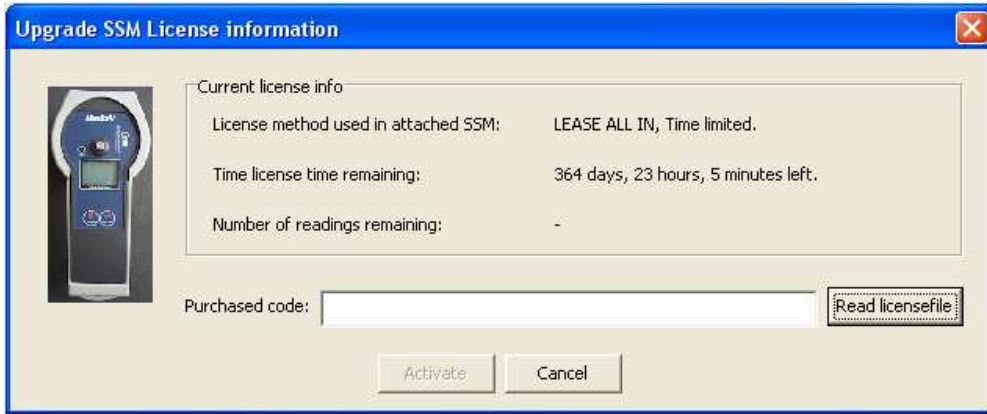 Upgrade SSM License information
Current license info
License method used in attached SSM: LEASE ALL IN, Time limited.
Time license time remaining: 364 days, 23 hours, 5 minutes left.
Number of readings remaining: -
Purchased code: Read licensefile
Activate Cancel